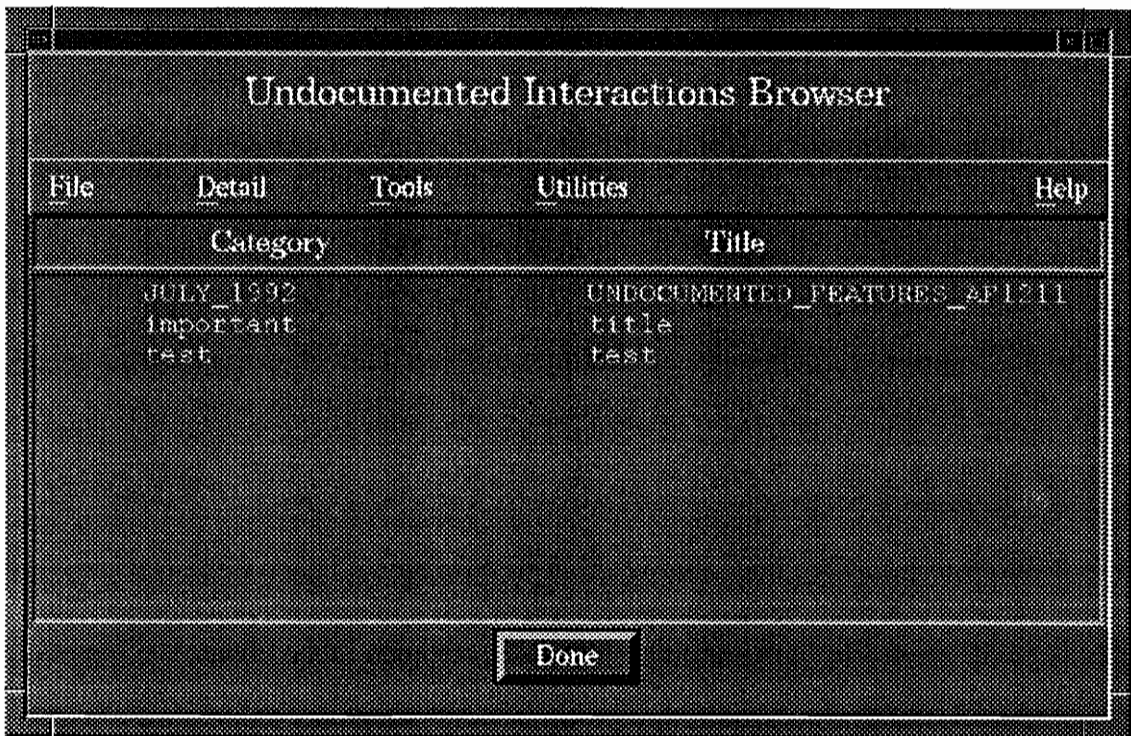 Undocumented Interactions Browser
File Detail Tools Utilities Help
Category Title
JULY_1992 UNDOCUMENTED_FEATURES_AP1211
important title
test test
Done